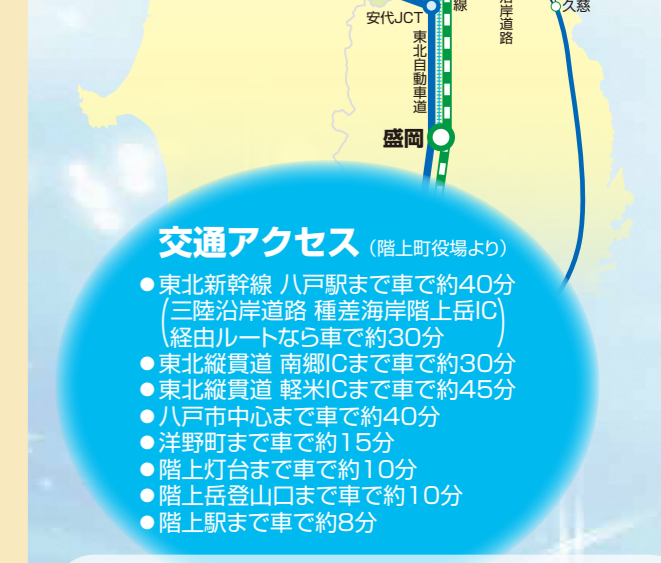 線
沿岸道路
久慈
安代JCT
東北自動車道
盛岡
交通アクセス（階上町役場より）
●東北新幹線 八戸駅まで車で約40分
(三陸沿岸道路 種差海岸階上岳IC
経由ルートなら車で約30分)
●東北縦貫道 南郷ICまで車で約30分
●東北縦貫道 軽米ICまで車で約45分
●八戸市中心まで車で約40分
●洋野町まで車で約15分
●階上灯台まで車で約10分
●階上岳登山口まで車で約10分
●階上駅まで車で約8分